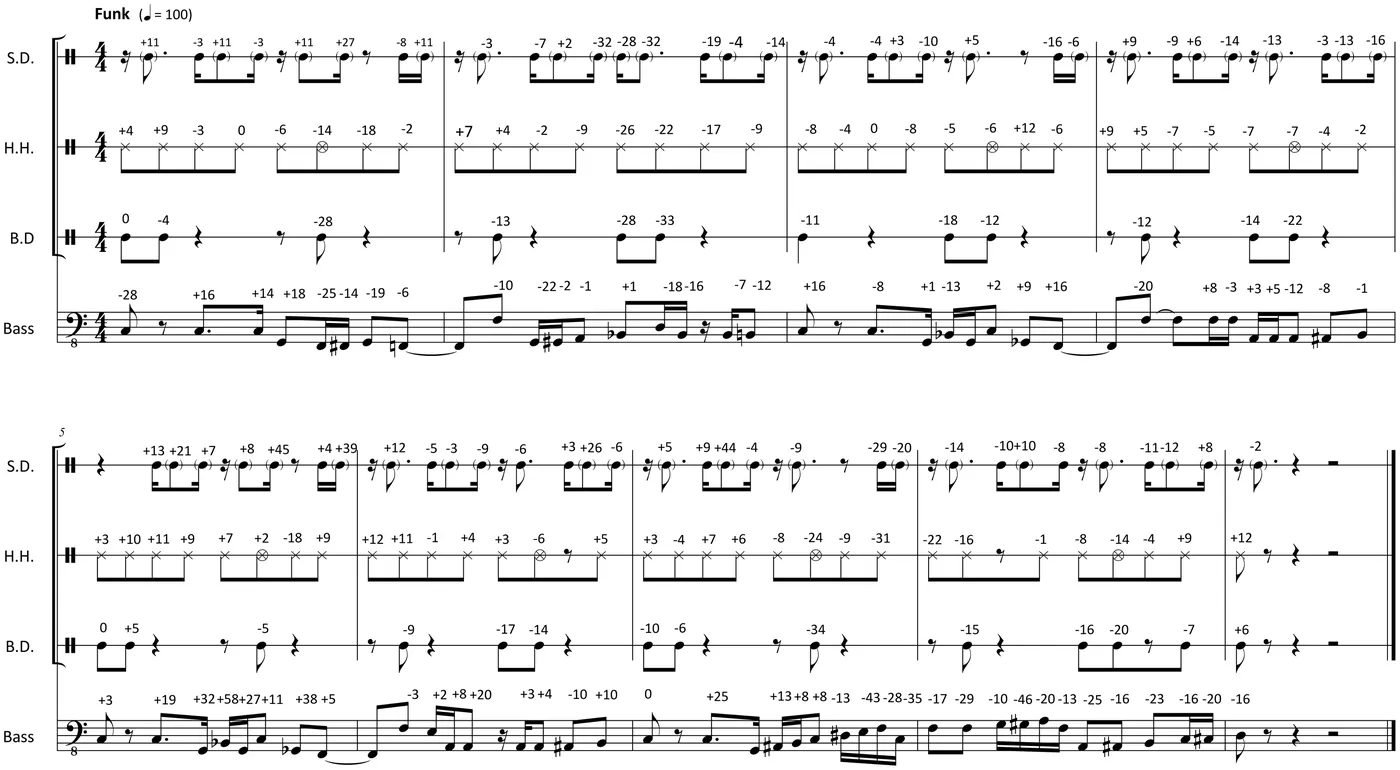 Funk (♩ = 100)
S.D. 4/4 +11 -3 +11 -3 +11 +27 -8 +11 -3 -7 +2 -32 -28 -32 -19 -4 -14 -4 -4 +3 -10 +5 -16 -6 +9 -9 +6 -14 -13 -3 -13 -16
H.H. 4/4 +4 +9 -3 0 -6 -14 -18 -2 +7 +4 -2 -9 -26 -22 -17 -9 -8 -4 0 -8 -5 -6 +12 -6 +9 +5 -7 -5 -7 -7 -4 -2
B.D 4/4 0 -4 -28 -13 -28 -33 -11 -18 -12 -12 -14 -22
Bass 8 4/4 -28 +16 +14 +18 -25 -14 -19 -6 -10 -22 -2 -1 +1 -18 -16 -7 -12 +16 -8 +1 -13 +2 +9 +16 -20 +8 -3 +3 +5 -12 -8 -1
5
S.D. +13 +21 +7 +8 +45 +4 +39 +12 -5 -3 -9 -6 +3 +26 -6 +5 +9 +44 -4 -9 -29 -20 -14 -10 +10 -8 -8 -11 -12 +8 -2
H.H. +3 +10 +11 +9 +7 +2 -18 +9 +12 +11 -1 +4 +3 -6 +5 +3 -4 +7 +6 -8 -24 -9 -31 -22 -16 -1 -8 -14 -4 +9 +12
B.D. 0 +5 -5 -9 -17 -14 -10 -6 -34 -15 -16 -20 -7 +6
Bass 8 +3 +19 +32 +58 +27 +11 +38 +5 -3 +2 +8 +20 +3 +4 -10 +10 0 +25 +13 +8 +8 -13 -43 -28 -35 -17 -29 -10 -46 -20 -13 -25 -16 -23 -16 -20 -16